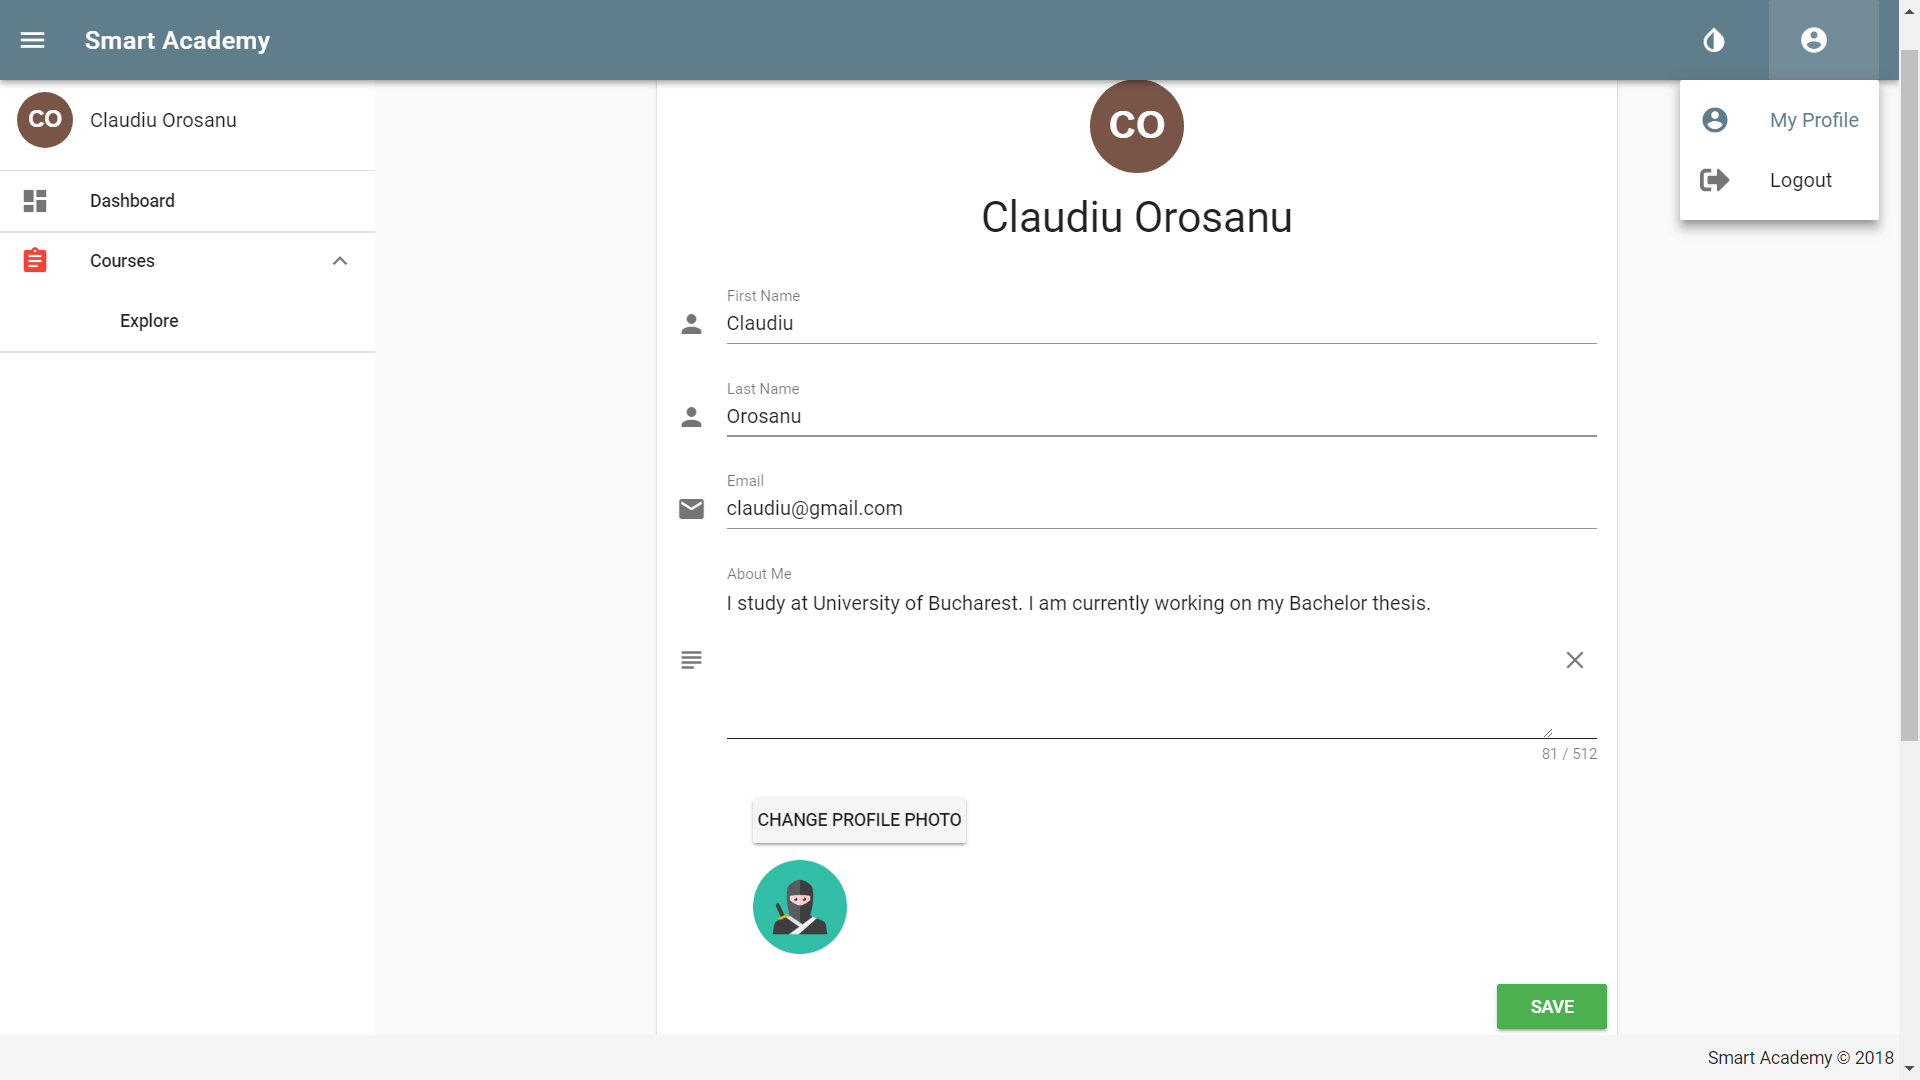 Smart Academy
CO
Claudiu Orosanu
Dashboard
Courses
Explore
CO
Claudiu Orosanu
First Name
Claudiu
Last Name
Orosanu
Email
claudiu@gmail.com
About Me
I study at University of Bucharest. I am currently working on my Bachelor thesis.
81 / 512
CHANGE PROFILE PHOTO
SAVE
My Profile
Logout
Smart Academy © 2018